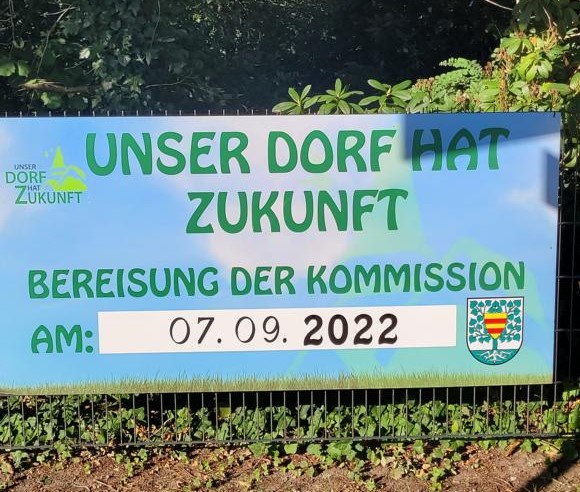 UNSER DORF HAT
ZUKUNFT
UNSER
DORF
HAT
ZUKUNFT
BEREISUNG DER KOMMISSION
AM: 07.09. 2022